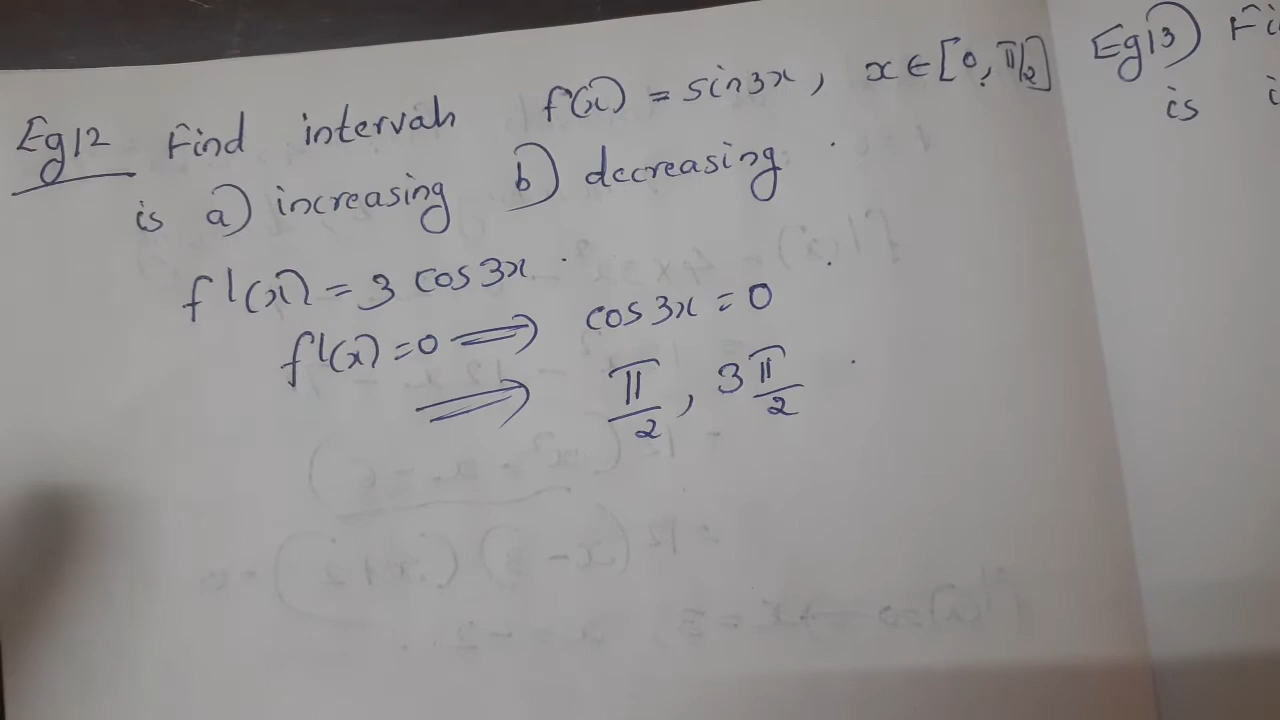 Eg12 Find intervals f(x) = sin3x, x ∈ [0, π/2]
is a) increasing b) decreasing
f'(x) = 3 cos 3x
f'(x) = 0 ⟹ cos 3x = 0
⟹ π/2, 3π/2
Eg13)
is